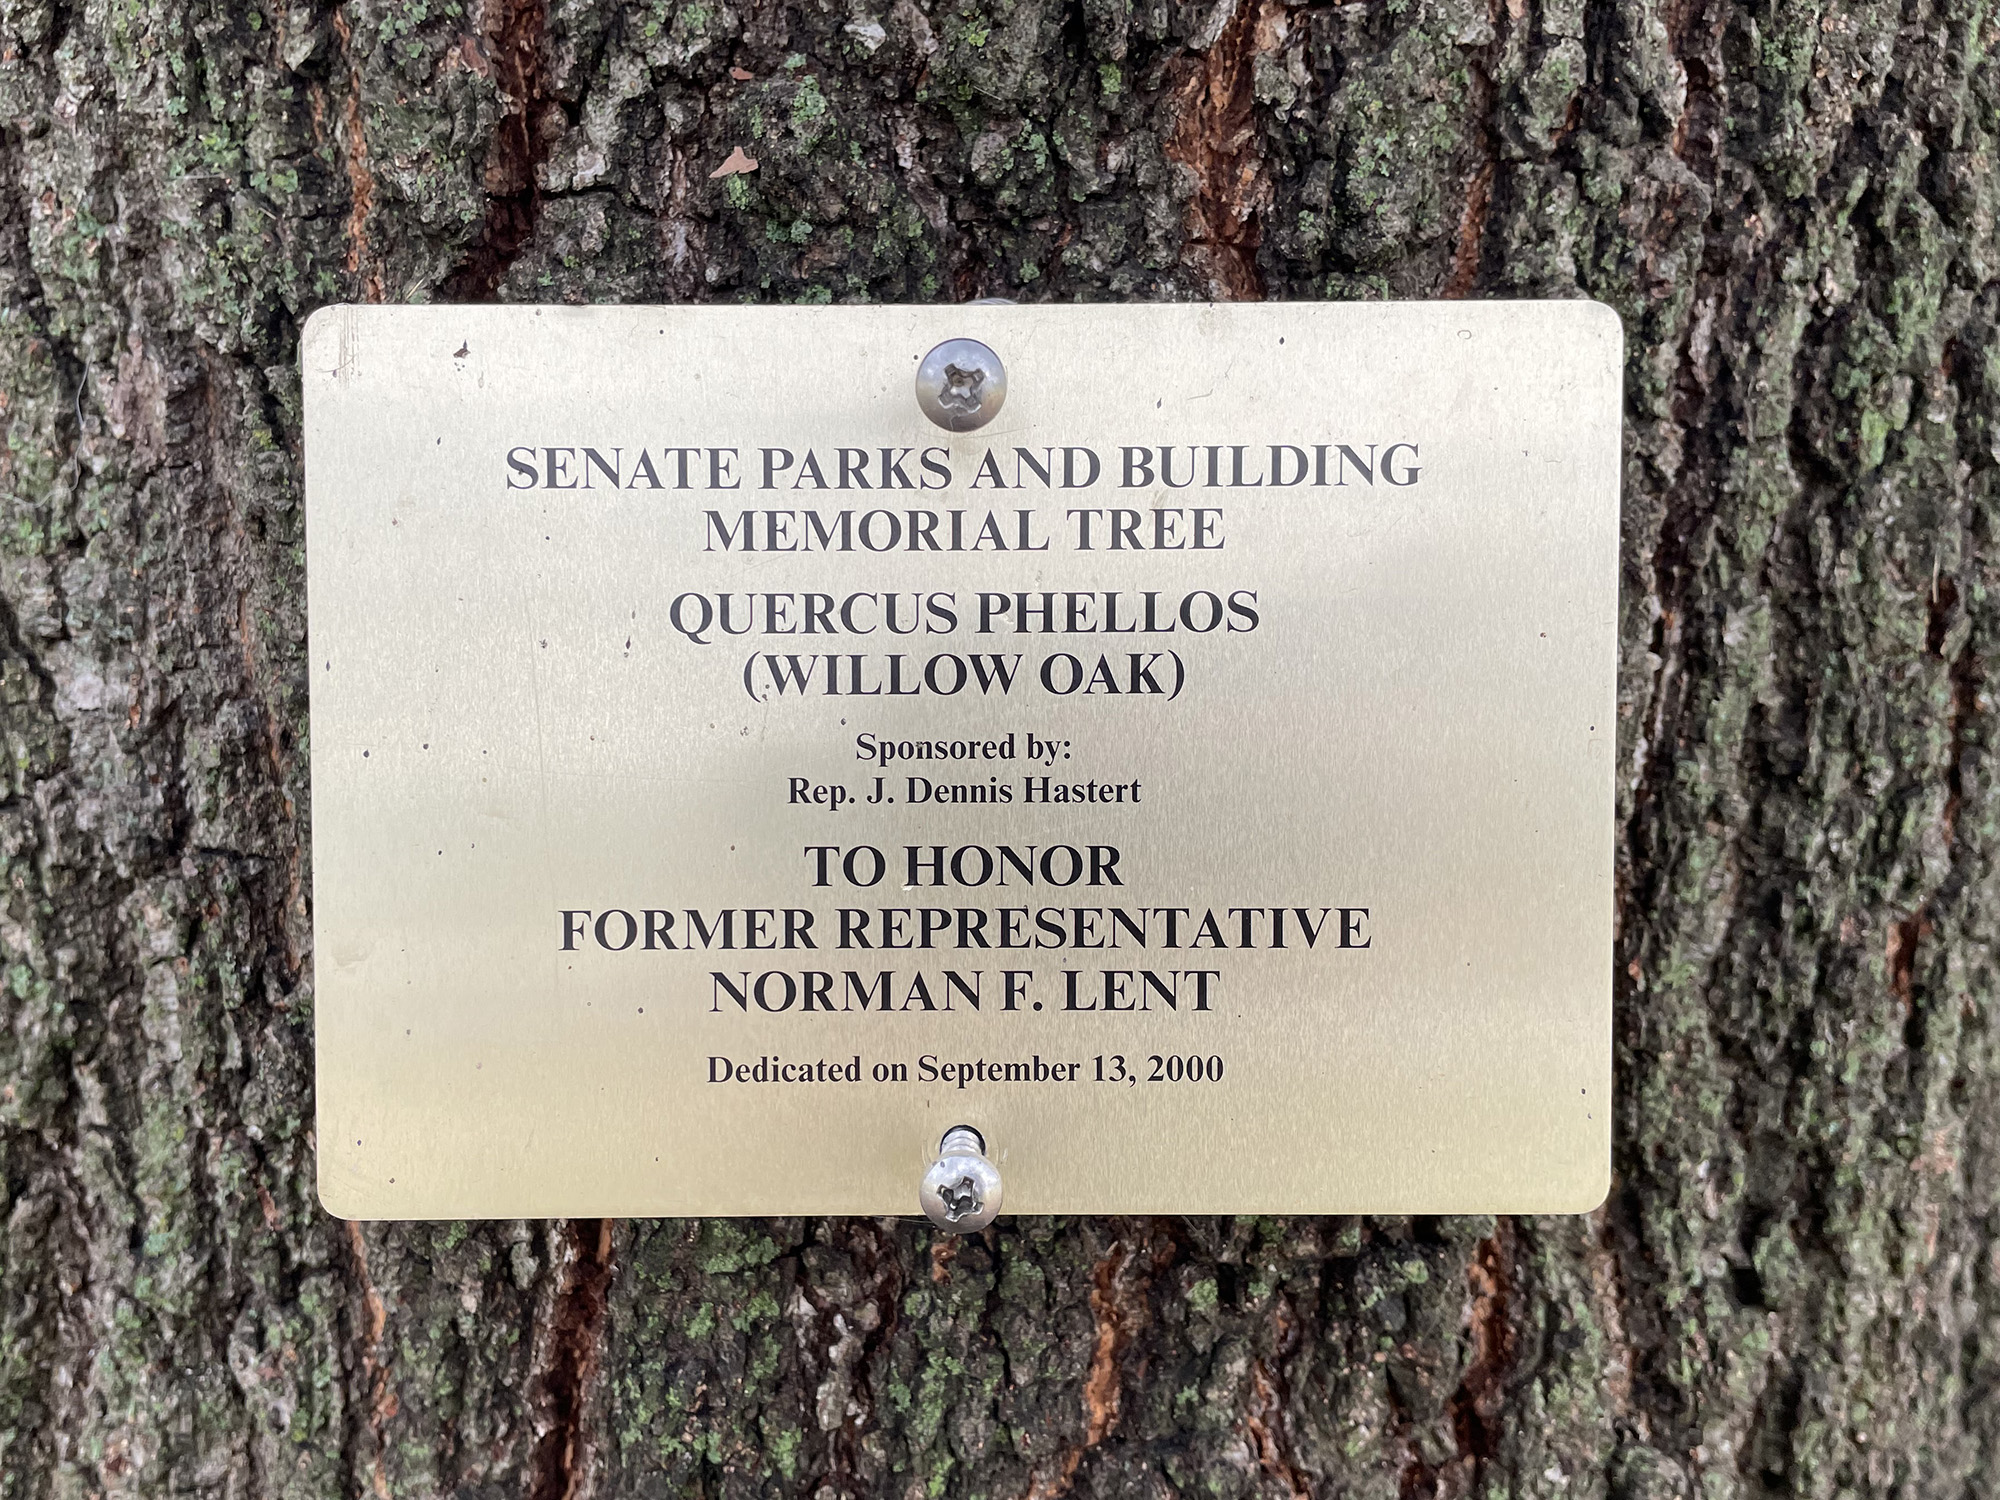 SENATE PARKS AND BUILDING
MEMORIAL TREE
QUERCUS PHELLOS
(WILLOW OAK)
Sponsored by:
Rep. J. Dennis Hastert
TO HONOR
FORMER REPRESENTATIVE
NORMAN F. LENT
Dedicated on September 13, 2000